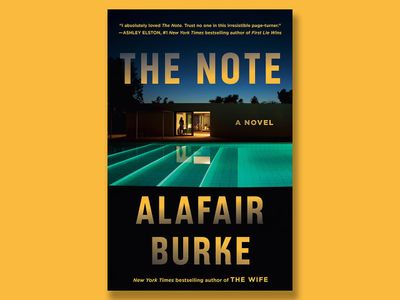 "I absolutely loved The Note. Trust no one in this irresistible page-turner."
—ASHLEY ELSTON, #1 New York Times bestselling author of First Lie Wins
THE NOTE
A NOVEL
ALAFAIR
BURKE
New York Times bestselling author of THE WIFE